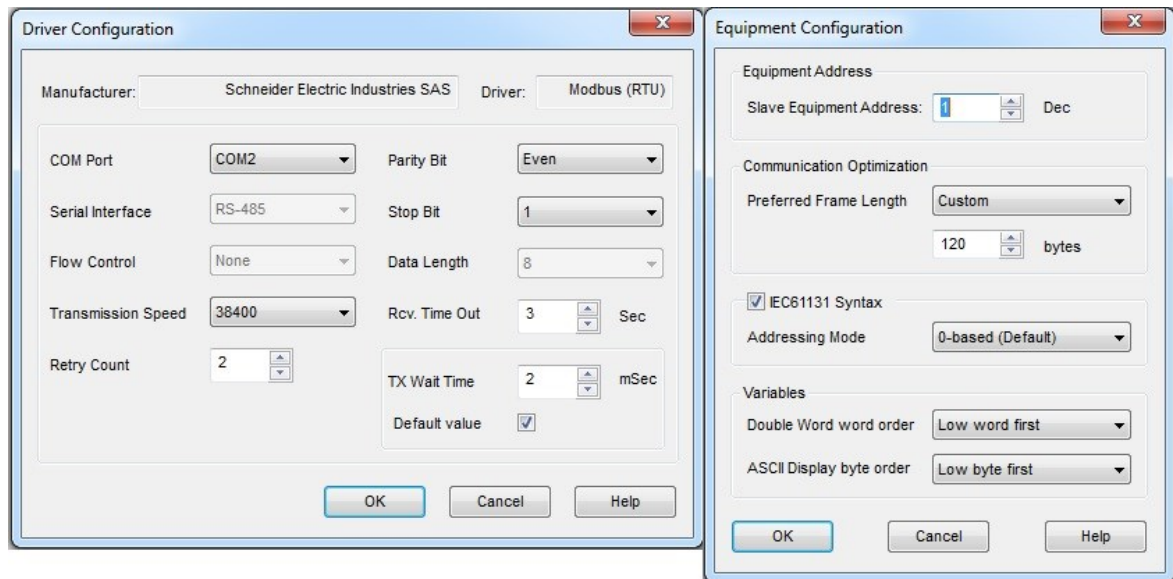 Driver Configuration
Manufacturer: Schneider Electric Industries SAS Driver: Modbus (RTU)
COM Port COM2 Parity Bit Even
Serial Interface RS-485 Stop Bit 1
Flow Control None Data Length 8
Transmission Speed 38400 Rcv. Time Out 3 Sec
Retry Count 2
TX Wait Time 2 mSec
Default value
OK Cancel Help
Equipment Configuration
Equipment Address
Slave Equipment Address: 1 Dec
Communication Optimization
Preferred Frame Length Custom
120 bytes
IEC61131 Syntax
Addressing Mode 0-based (Default)
Variables
Double Word word order Low word first
ASCII Display byte order Low byte first
OK Cancel Help